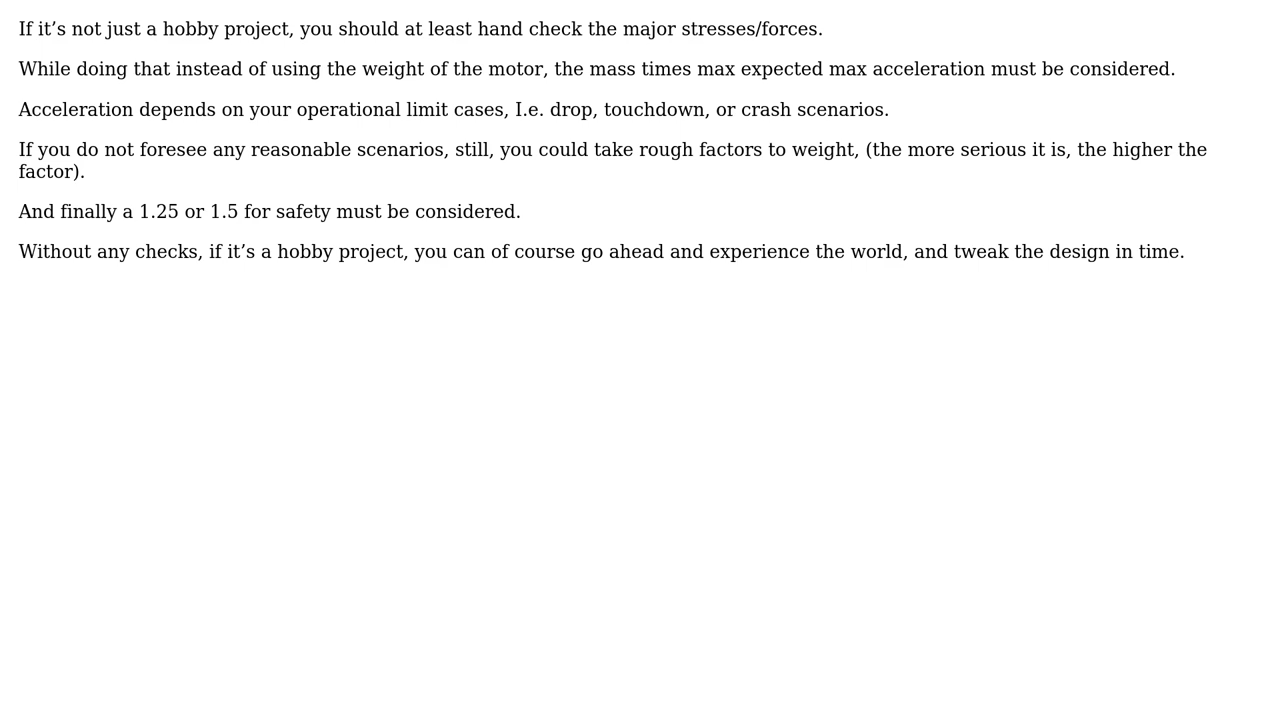 If it’s not just a hobby project, you should at least hand check the major stresses/forces.
While doing that instead of using the weight of the motor, the mass times max expected max acceleration must be considered.
Acceleration depends on your operational limit cases, I.e. drop, touchdown, or crash scenarios.
If you do not foresee any reasonable scenarios, still, you could take rough factors to weight, (the more serious it is, the higher the
factor).
And finally a 1.25 or 1.5 for safety must be considered.
Without any checks, if it’s a hobby project, you can of course go ahead and experience the world, and tweak the design in time.